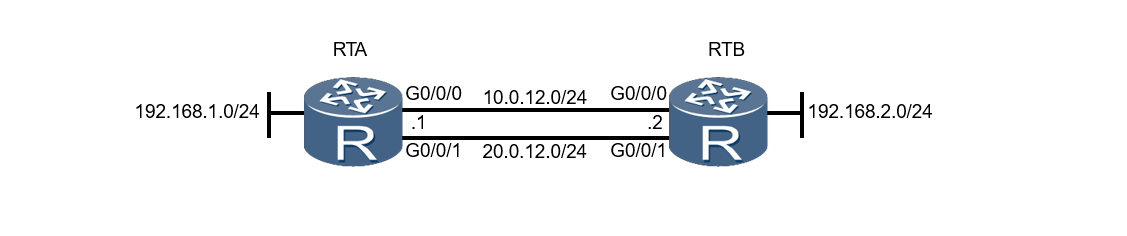 RTA
RTB
G0/0/0
10.0.12.0/24
G0/0/0
192.168.1.0/24
192.168.2.0/24
.1
.2
R
R
G0/0/1
20.0.12.0/24
G0/0/1